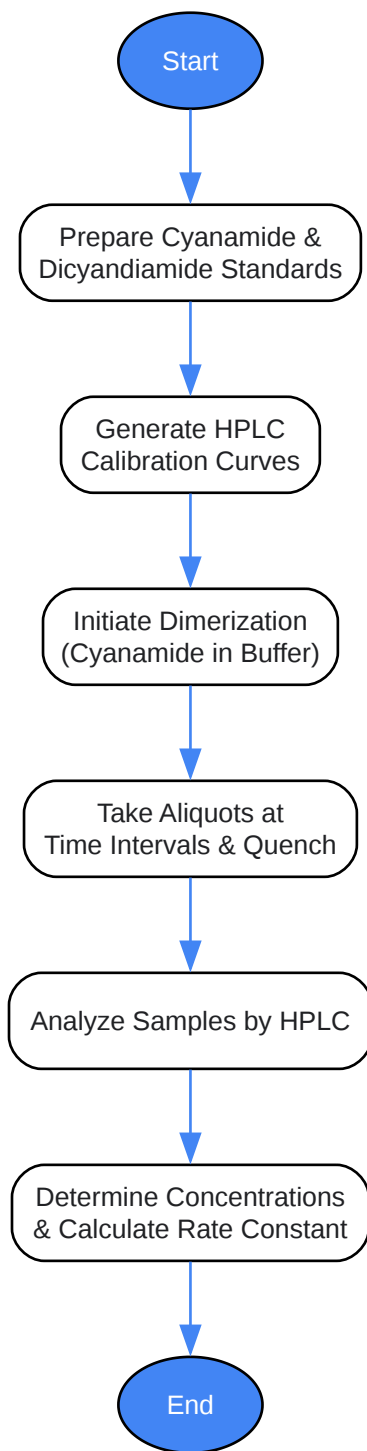 Start
Prepare Cyanamide &
Dicyandiamide Standards
Generate HPLC
Calibration Curves
Initiate Dimerization
(Cyanamide in Buffer)
Take Aliquots at
Time Intervals & Quench
Analyze Samples by HPLC
Determine Concentrations
& Calculate Rate Constant
End